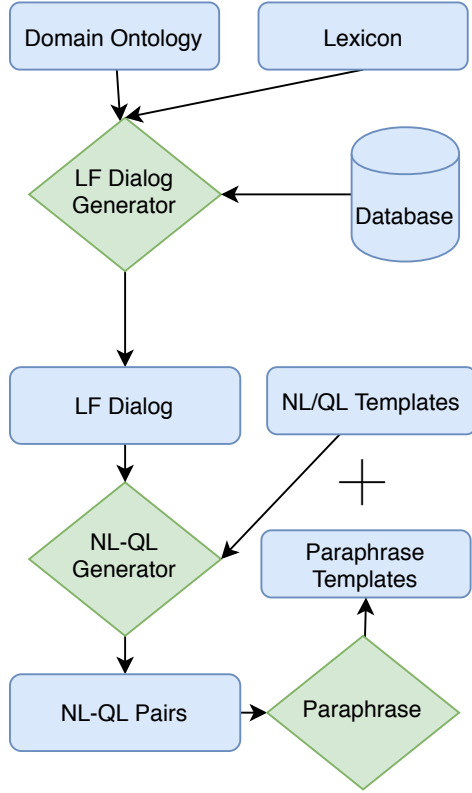 Domain Ontology
Lexicon
LF Dialog
Generator
Database
LF Dialog
NL/QL Templates
NL-QL
Generator
Paraphrase
Templates
NL-QL Pairs
Paraphrase